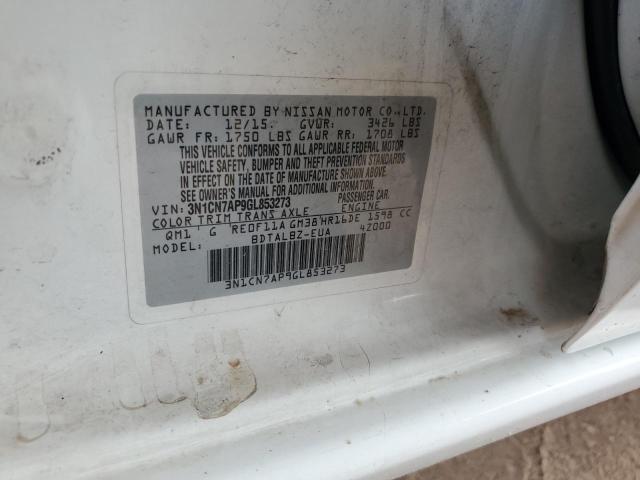 MANUFACTURED BY NISSAN MOTOR CO.,LTD.
DATE: 12/15. GVWR: 3426 LBS
GAWR FR: 1750 LBS GAWR RR: 1708 LBS
THIS VEHICLE CONFORMS TO ALL APPLICABLE FEDERAL MOTOR
VEHICLE SAFETY, BUMPER AND THEFT PREVENTION STANDARDS
IN EFFECT ON THE DATE OF MANUFACTURE SHOWN ABOVE.
SEE OWNER'S MANUAL FOR ADDITIONAL INFORMATION
VIN: 3N1CN7AP9GL853273 PASSENGER CAR.
COLOR TRIM TRANS AXLE ENGINE
QM1 G RE0F11A GM38 HR16DE 1598 CC
MODEL: BDTALBZ-EUA 4Z000
3N1CN7AP9GL853273